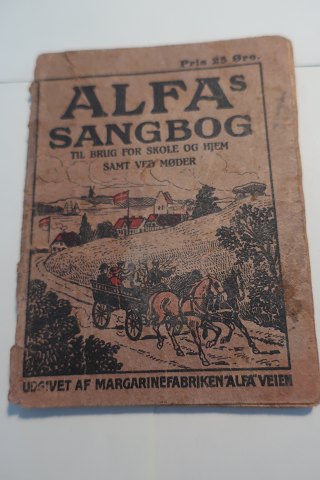 Pris 25 Øre.
ALFAs
SANGBOG
TIL BRUG FOR SKOLE OG HJEM
SAMT VED MØDER
UDGIVET AF MARGARINEFABRIKEN "ALFA" VEJEN